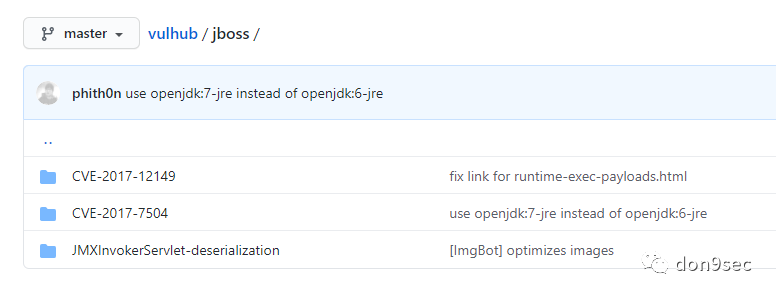 master vulhub / jboss /
phith0n use openjdk:7-jre instead of openjdk:6-jre
..
CVE-2017-12149 fix link for runtime-exec-payloads.html
CVE-2017-7504 use openjdk:7-jre instead of openjdk:6-jre
JMXInvokerServlet-deserialization [ImgBot] optimizes images
don9sec